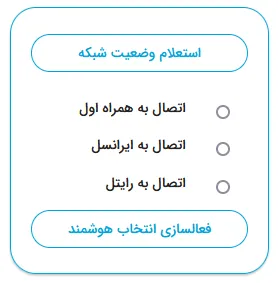 استعلام وضعیت شبکه
اتصال به همراه اول
اتصال به ایرانسل
اتصال به رایتل
فعالسازی انتخاب هوشمند